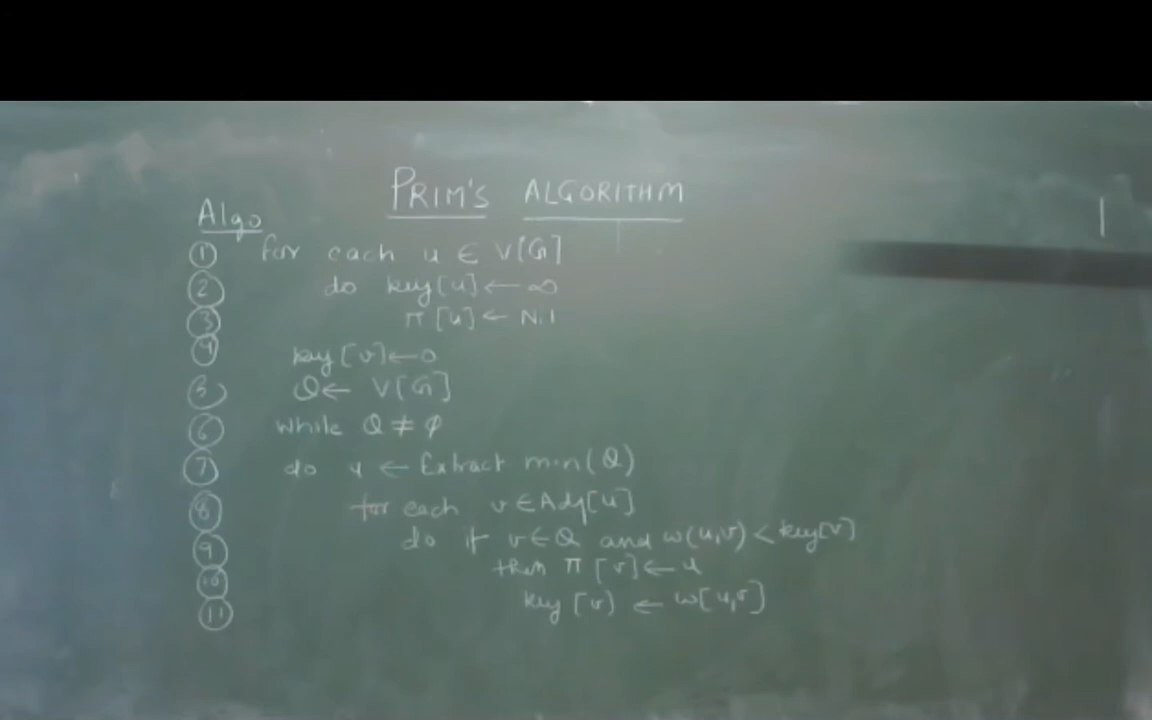 PRIM'S ALGORITHM
Algo
① for each u ∈ V[G]
② do key[u] ← ∞
③ π[u] ← Nil
④ key[v] ← 0
⑤ Q ← V[G]
⑥ while Q ≠ φ
⑦ do u ← Extract min(Q)
⑧ for each v ∈ Adj[u]
⑨ do if v ∈ Q and w(u,v) < key[v]
⑩ then π[v] ← u
⑪ key[v) ← w[u,v]